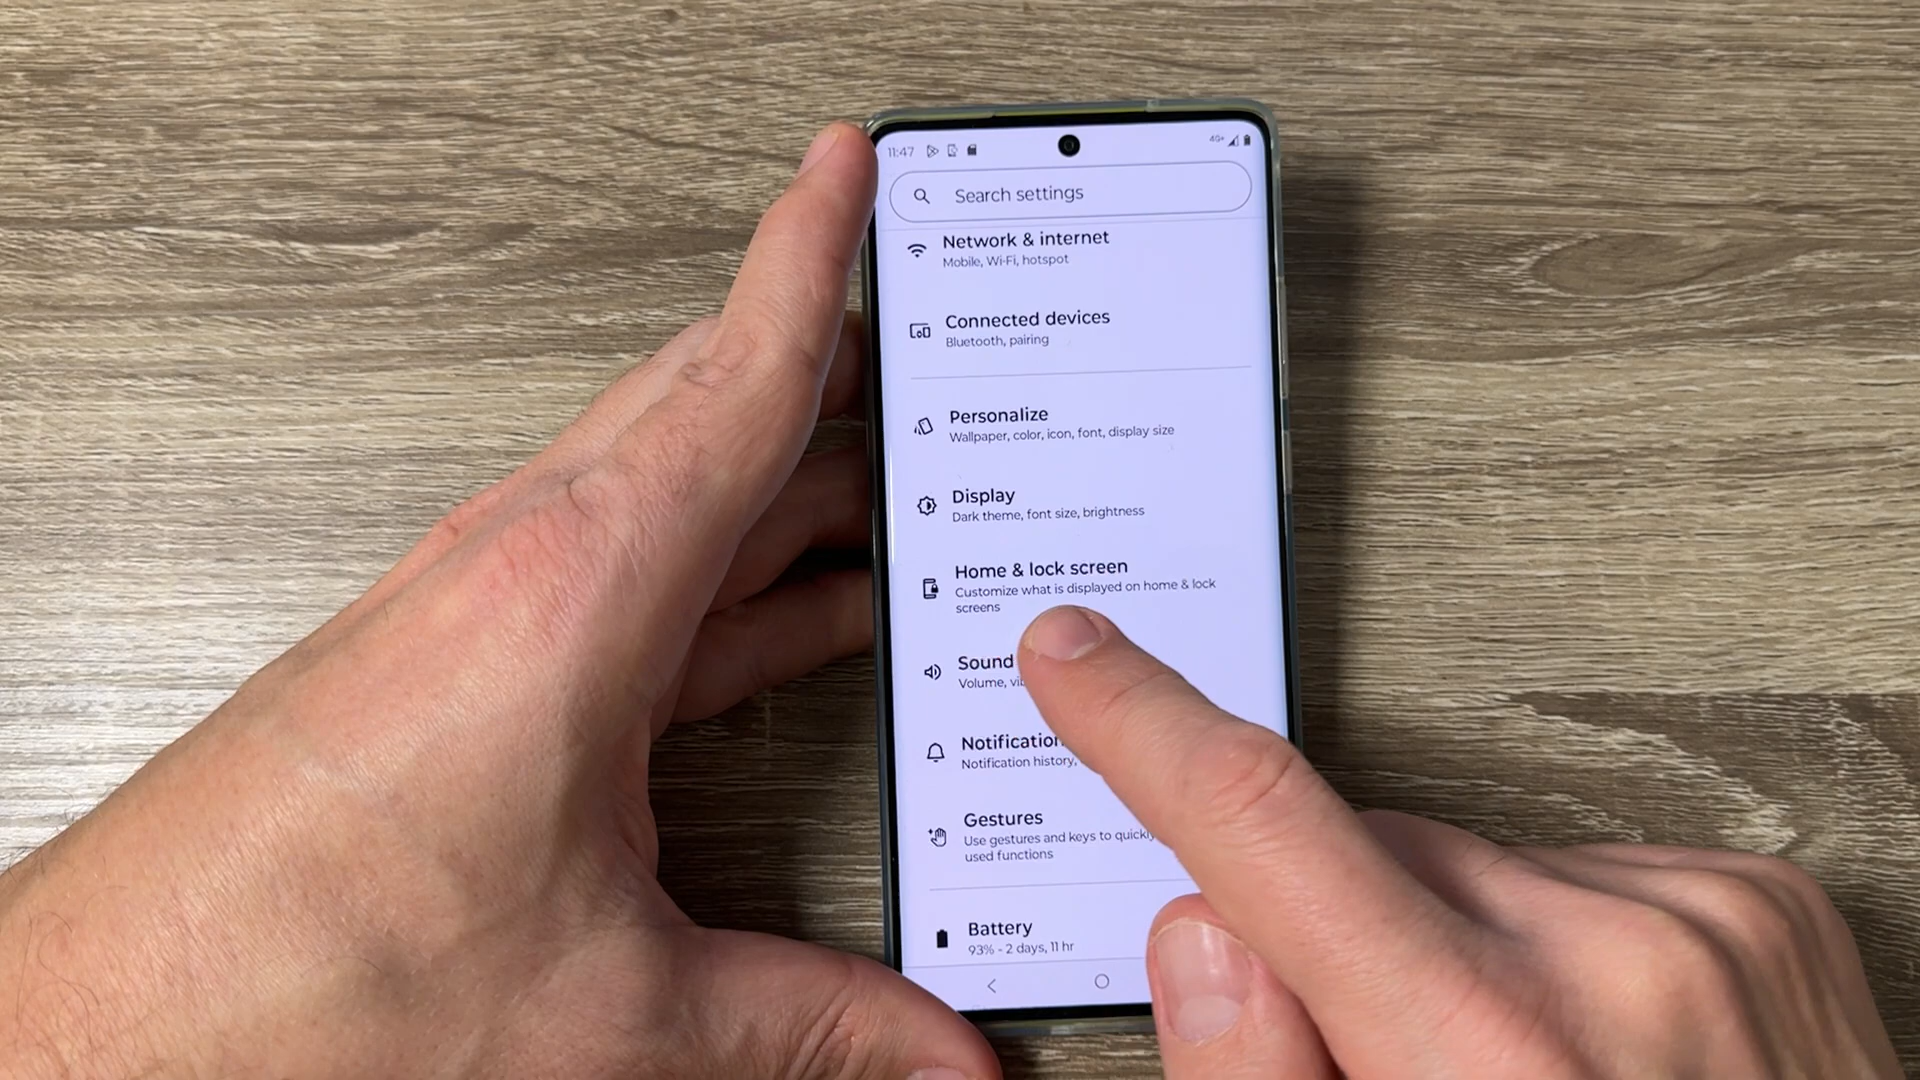 11:47
4G+
Search settings
Network & internet
Mobile, Wi-Fi, hotspot
Connected devices
Bluetooth, pairing
Personalize
Wallpaper, color, icon, font, display size
Display
Dark theme, font size, brightness
Home & lock screen
Customize what is displayed on home & lock
screens
Sound
Volume,
Notification
Notification history,
Gestures
Use gestures and keys to quickly
used functions
Battery
93% - 2 days, 11 hr